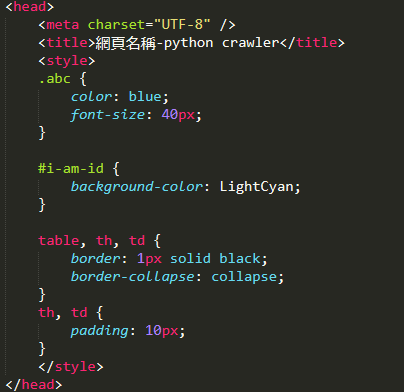 <head>
    <meta charset="UTF-8" />
    <title>網頁名稱-python crawler</title>
    <style>
    .abc {
        color: blue;
        font-size: 40px;
    }

    #i-am-id {
        background-color: LightCyan;
    }

    table, th, td {
        border: 1px solid black;
        border-collapse: collapse;
    }
    th, td {
        padding: 10px;
    }
    </style>
</head>